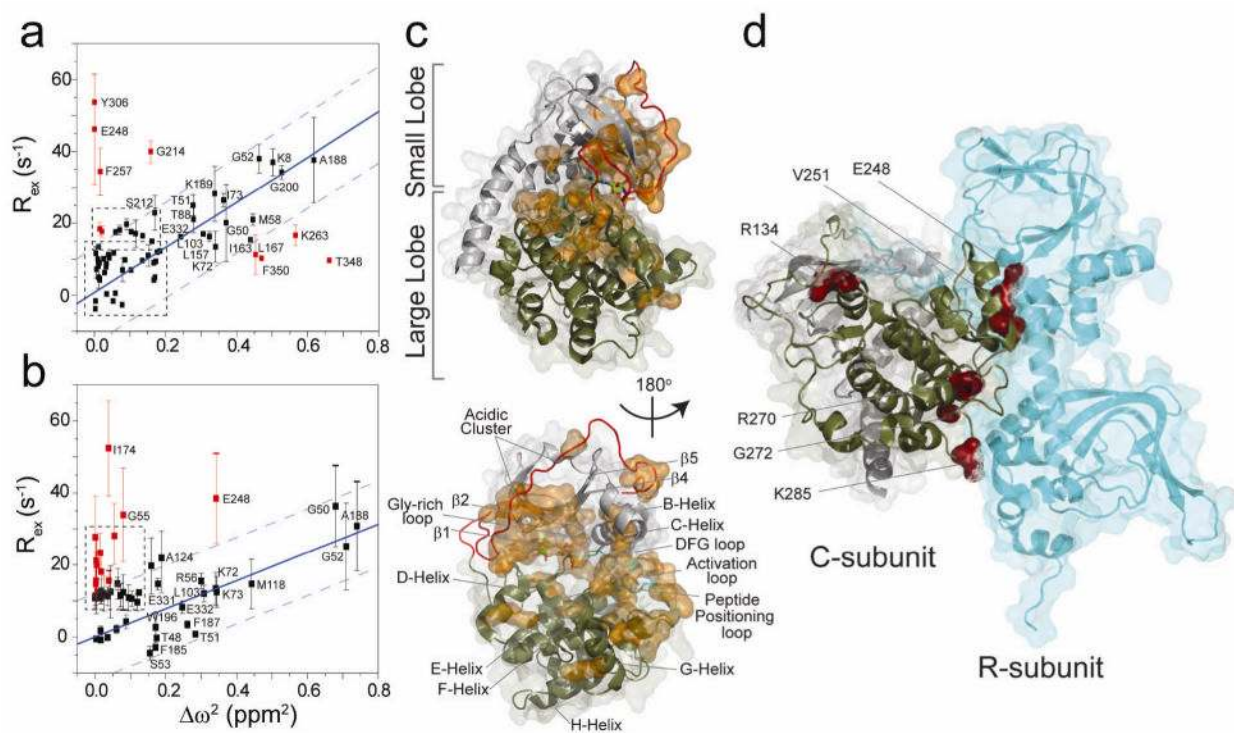 a
R_ex (s⁻¹)
60
40
20
0
Y306
E248
F257
G214
G52
K8
A188
G200
K189
I73
S212
T51
T88
M58
E332
G50
K263
L103
I163
L167
L157
K72
F350
T348
0.0
0.2
0.4
0.6
0.8
b
R_ex (s⁻¹)
60
40
20
0
I174
G55
E248
G50
A188
A124
G52
R56
K72
M118
L103
K73
E331
E332
W196
F187
T48
T51
F185
S53
0.0
0.2
0.4
0.6
0.8
Δω² (ppm²)
c
Small Lobe
Large Lobe
180°
Acidic
Cluster
β5
β4
β2
Gly-rich
loop
β1
B-Helix
C-Helix
DFG loop
D-Helix
Activation
loop
Peptide
Positioning
loop
E-Helix
F-Helix
G-Helix
H-Helix
d
E248
V251
R134
R270
G272
K285
C-subunit
R-subunit